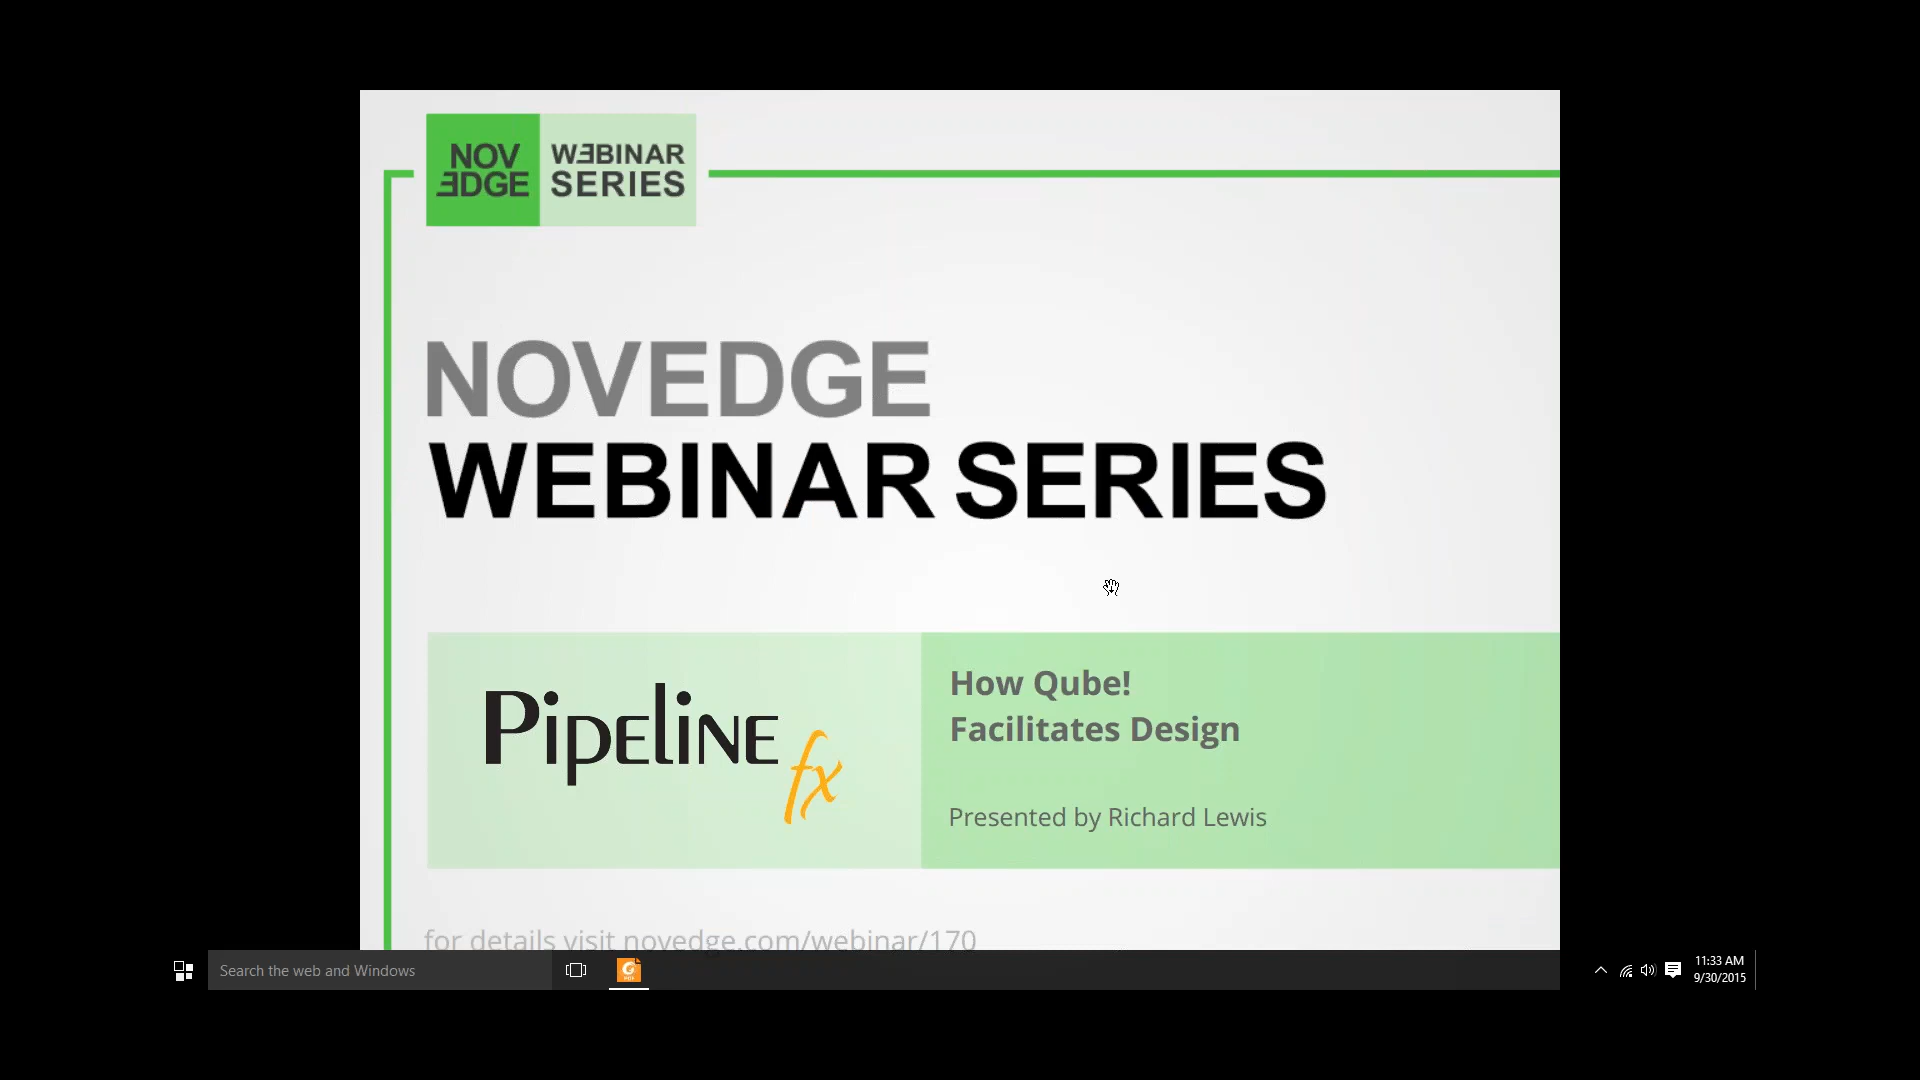 NOV
ƎDGE
WƎBINAR
SERIES
NOVEDGE
WEBINAR SERIES
Pipeline
fx
How Qube!
Facilitates Design
Presented by Richard Lewis
for details visit novedge.com/webinar/170
Search the web and Windows
11:33 AM
9/30/2015